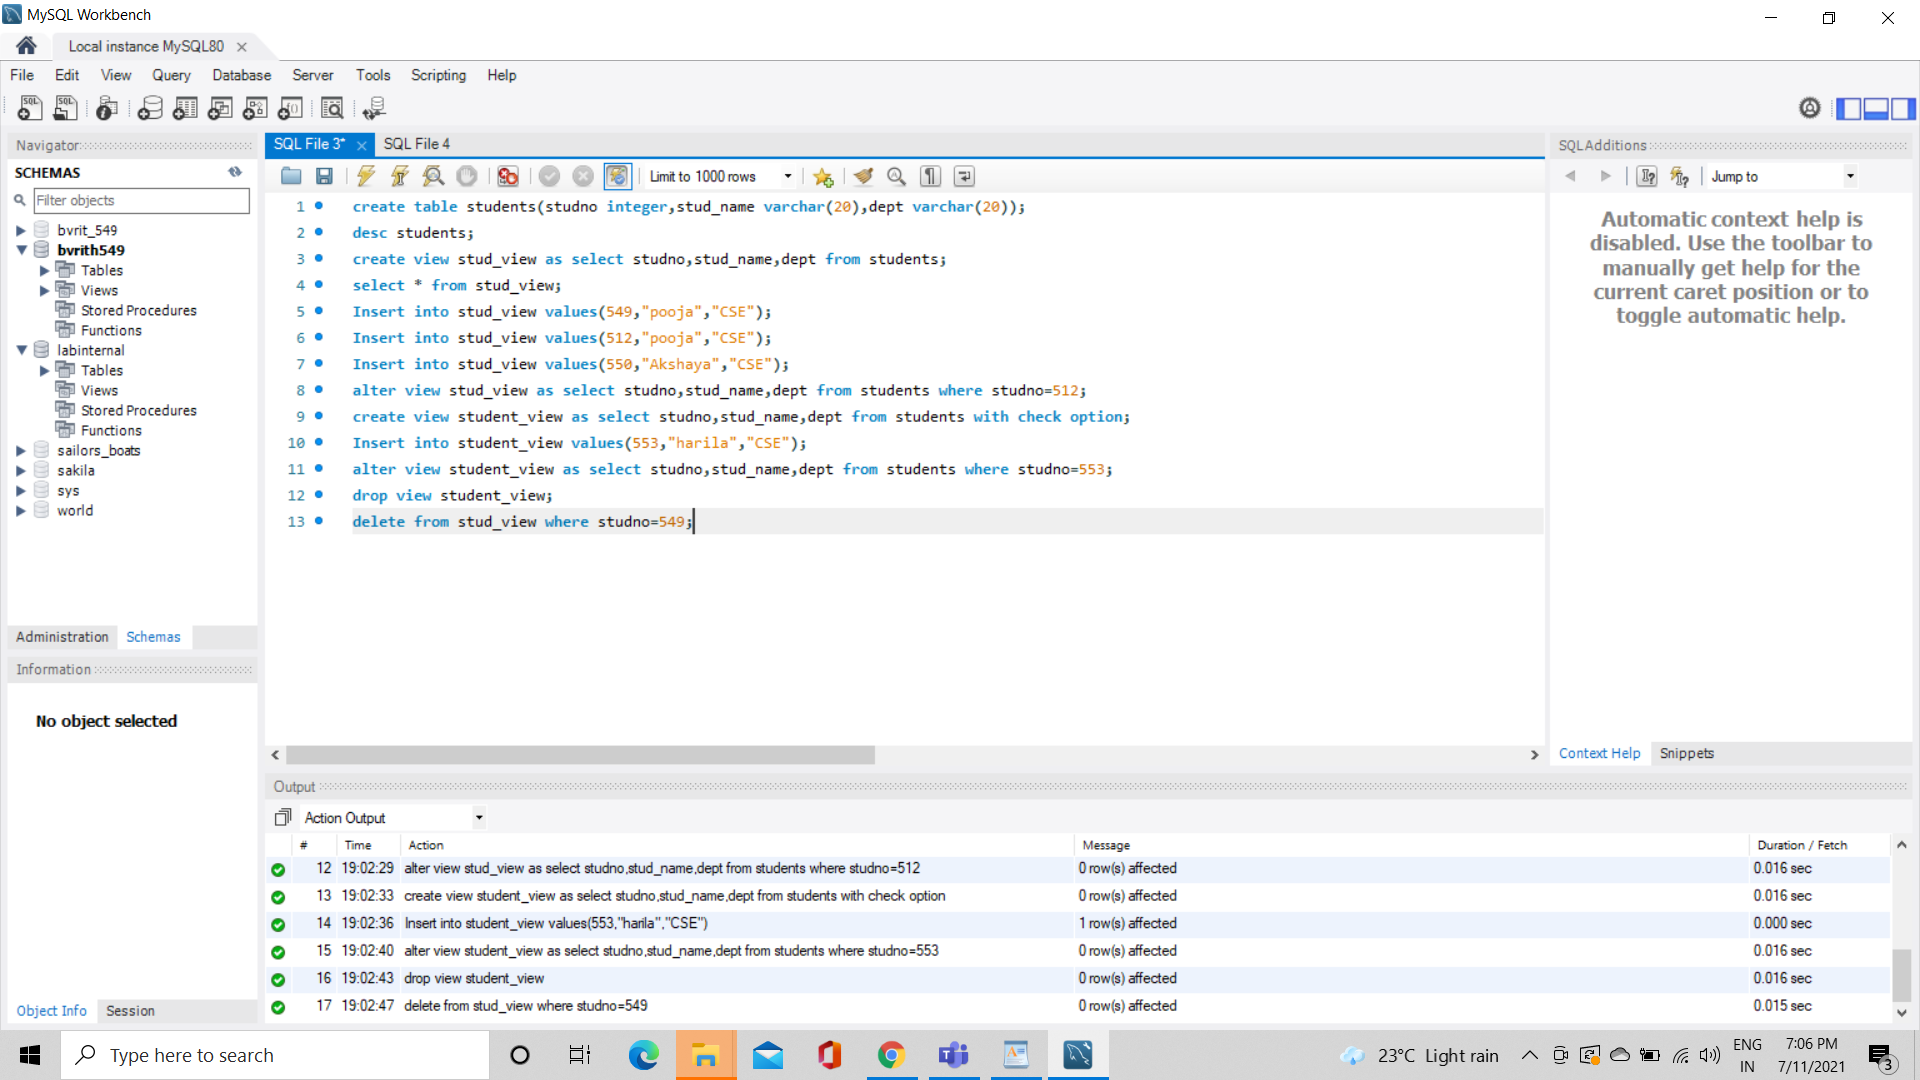 MySQL Workbench
Local instance MySQL80
File Edit View Query Database Server Tools Scripting Help
Navigator
SCHEMAS
Filter objects
bvrit_549
bvrith549
Tables
Views
Stored Procedures
Functions
labinternal
Tables
Views
Stored Procedures
Functions
sailors_boats
sakila
sys
world
Administration Schemas
Information
No object selected
Object Info Session
SQL File 3* SQL File 4
Limit to 1000 rows
1 create table students(studno integer,stud_name varchar(20),dept varchar(20));
2 desc students;
3 create view stud_view as select studno,stud_name,dept from students;
4 select * from stud_view;
5 Insert into stud_view values(549,"pooja","CSE");
6 Insert into stud_view values(512,"pooja","CSE");
7 Insert into stud_view values(550,"Akshaya","CSE");
8 alter view stud_view as select studno,stud_name,dept from students where studno=512;
9 create view student_view as select studno,stud_name,dept from students with check option;
10 Insert into student_view values(553,"harila","CSE");
11 alter view student_view as select studno,stud_name,dept from students where studno=553;
12 drop view student_view;
13 delete from stud_view where studno=549;
SQLAdditions
Jump to
Automatic context help is
disabled. Use the toolbar to
manually get help for the
current caret position or to
toggle automatic help.
Context Help Snippets
Output
Action Output
# Time Action Message Duration / Fetch
12 19:02:29 alter view stud_view as select studno,stud_name,dept from students where studno=512 0 row(s) affected 0.016 sec
13 19:02:33 create view student_view as select studno,stud_name,dept from students with check option 0 row(s) affected 0.016 sec
14 19:02:36 Insert into student_view values(553,"harila","CSE") 1 row(s) affected 0.000 sec
15 19:02:40 alter view student_view as select studno,stud_name,dept from students where studno=553 0 row(s) affected 0.016 sec
16 19:02:43 drop view student_view 0 row(s) affected 0.016 sec
17 19:02:47 delete from stud_view where studno=549 0 row(s) affected 0.015 sec
Type here to search
23°C Light rain
ENG
IN
7:06 PM
7/11/2021
3